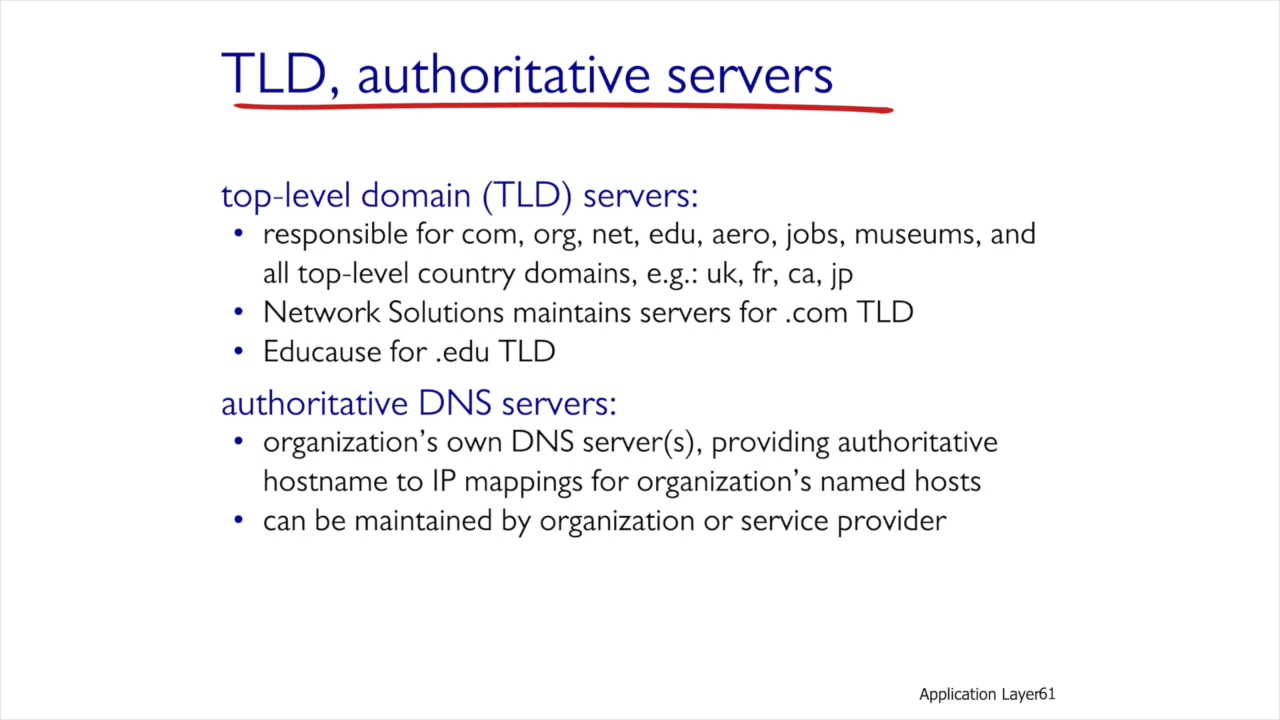 TLD, authoritative servers
top-level domain (TLD) servers:
• responsible for com, org, net, edu, aero, jobs, museums, and
all top-level country domains, e.g.: uk, fr, ca, jp
• Network Solutions maintains servers for .com TLD
• Educause for .edu TLD
authoritative DNS servers:
• organization’s own DNS server(s), providing authoritative
hostname to IP mappings for organization’s named hosts
• can be maintained by organization or service provider
Application Layer61